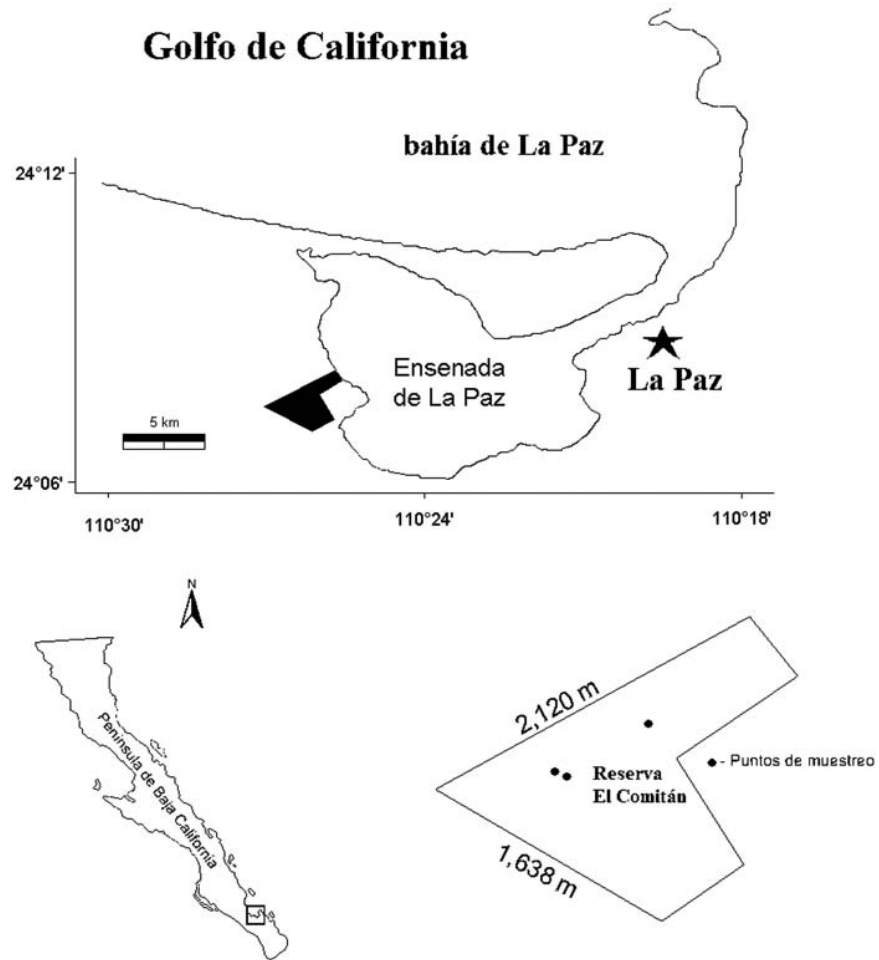 Golfo de California
bahía de La Paz
24°12'
Ensenada
de La Paz
La Paz
5 km
24°06'
110°30'
110°24'
110°18'
N
Península de Baja California
2,120 m
Reserva
El Comitán
- Puntos de muestreo
1,638 m